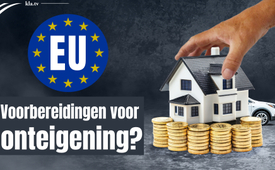 kla.tv
EU
Voorbereidingen voor
onteigening?